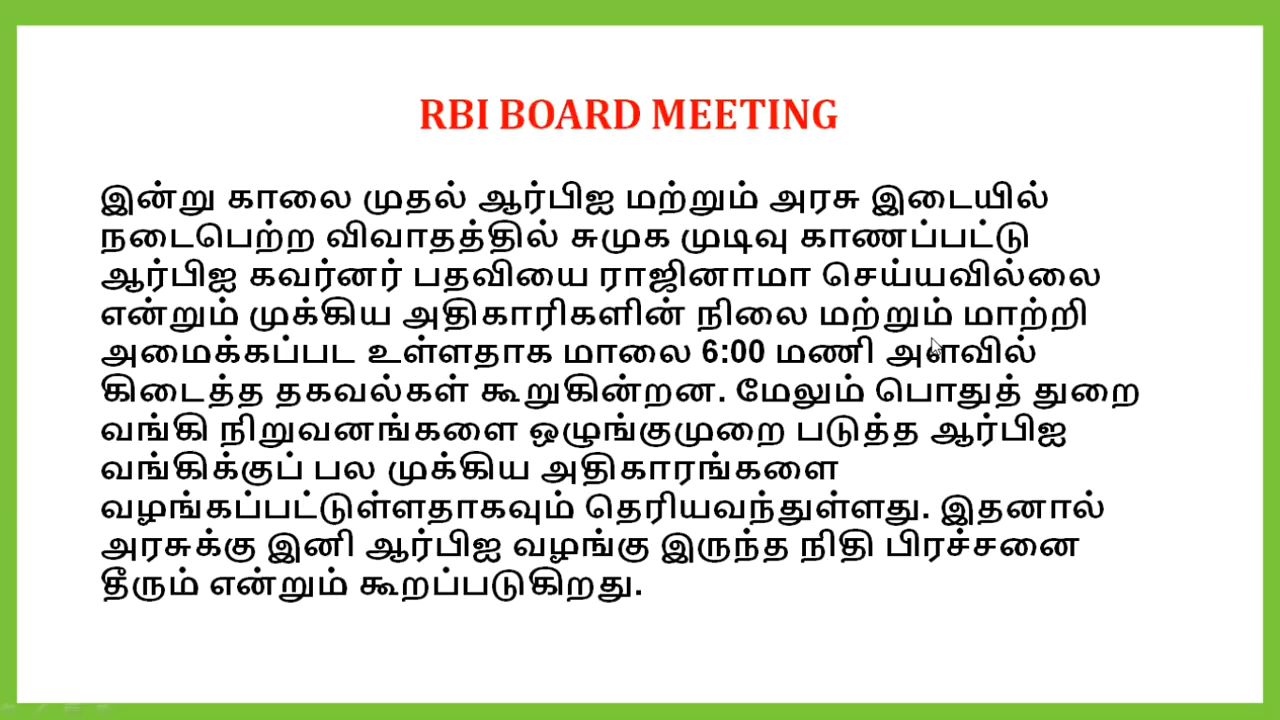 RBI BOARD MEETING
இன்று காலை முதல் ஆர்பிஐ மற்றும் அரசு இடையில்
நடைபெற்ற விவாதத்தில் சுமுக முடிவு காணப்பட்டு
ஆர்பிஐ கவர்னர் பதவியை ராஜினாமா செய்யவில்லை
என்றும் முக்கிய அதிகாரிகளின் நிலை மற்றும் மாற்றி
அமைக்கப்பட உள்ளதாக மாலை 6:00 மணி அளவில்
கிடைத்த தகவல்கள் கூறுகின்றன. மேலும் பொதுத் துறை
வங்கி நிறுவனங்களை ஒழுங்குமுறை படுத்த ஆர்பிஐ
வங்கிக்குப் பல முக்கிய அதிகாரங்களை
வழங்கப்பட்டுள்ளதாகவும் தெரியவந்துள்ளது. இதனால்
அரசுக்கு இனி ஆர்பிஐ வழங்கு இருந்த நிதி பிரச்சனை
தீரும் என்றும் கூறப்படுகிறது.